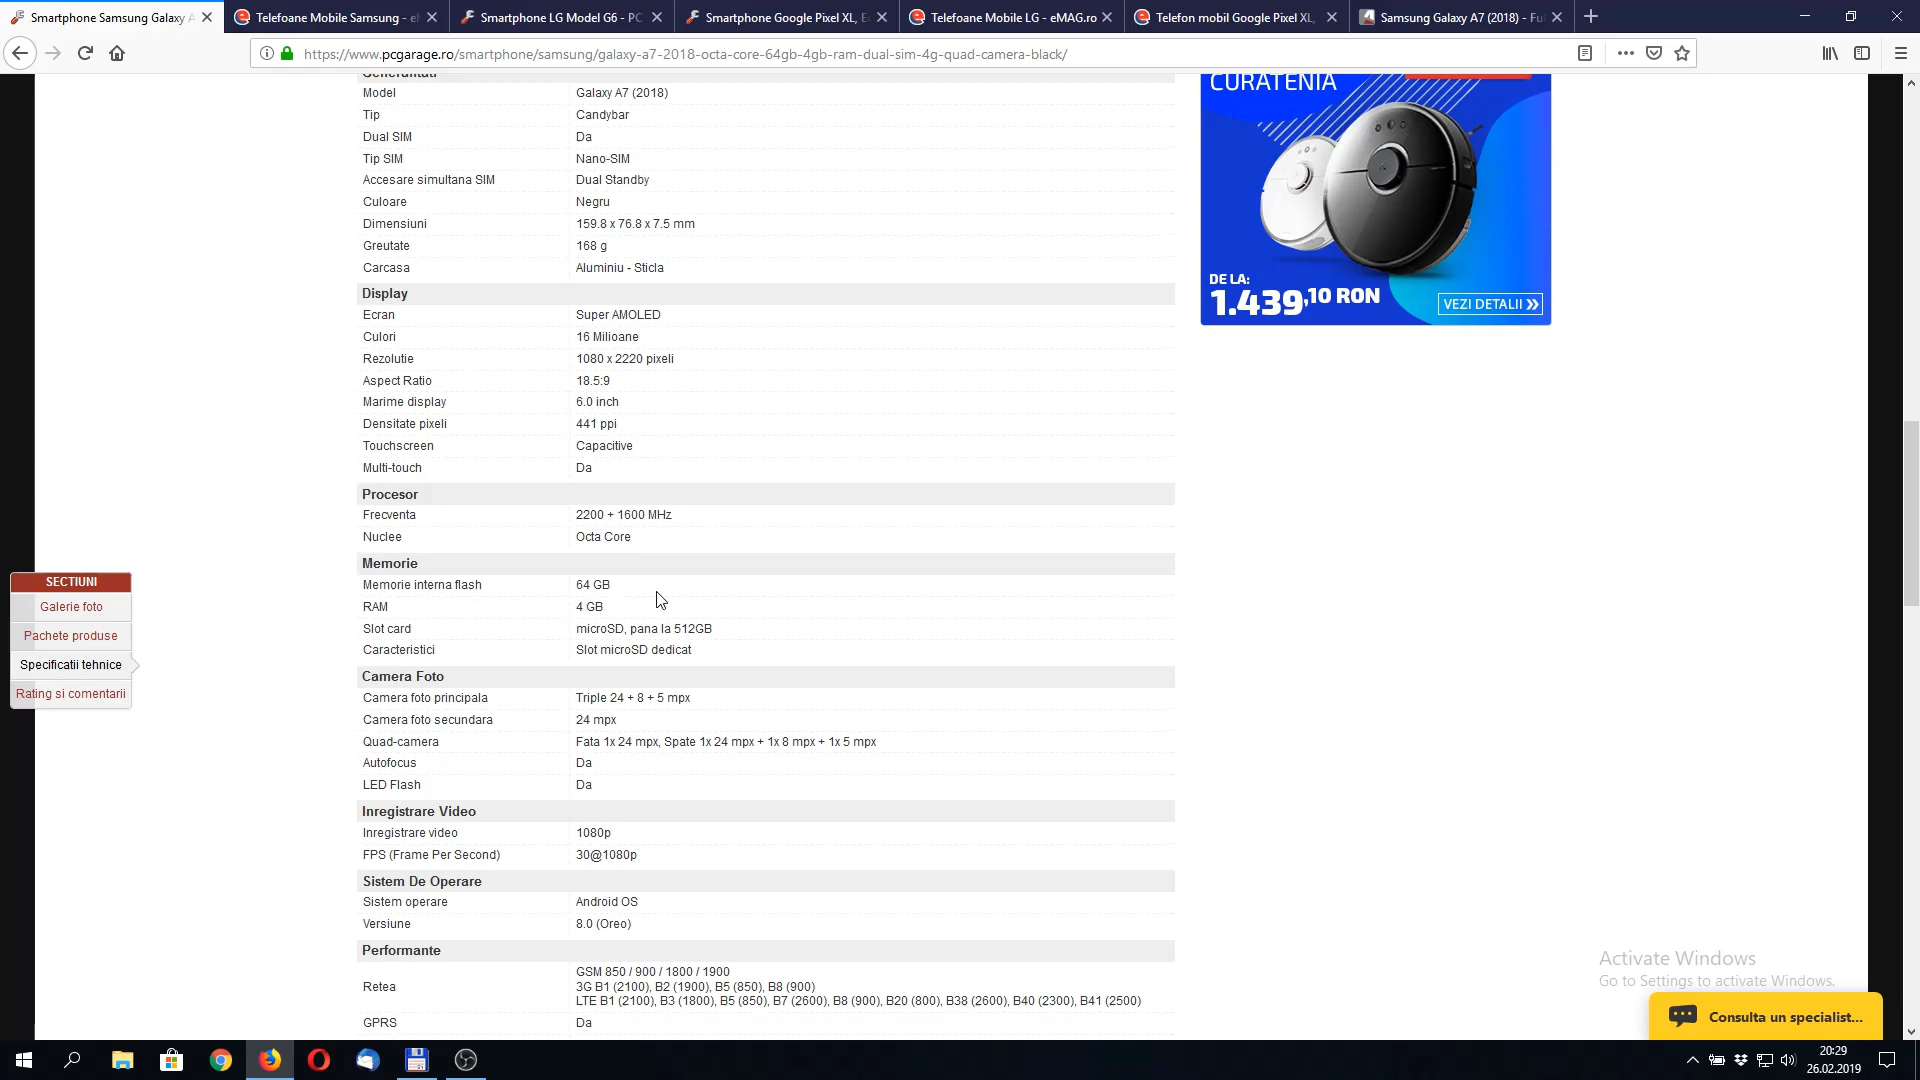 Smartphone Samsung Galaxy A
Telefoane Mobile Samsung - eM
Smartphone LG Model G6 - PC
Smartphone Google Pixel XL, Ec
Telefoane Mobile LG - eMAG.ro
Telefon mobil Google Pixel XL,
Samsung Galaxy A7 (2018) - Ful
https://www.pcgarage.ro/smartphone/samsung/galaxy-a7-2018-octa-core-64gb-4gb-ram-dual-sim-4g-quad-camera-black/
Generalitati
Model Galaxy A7 (2018)
Tip Candybar
Dual SIM Da
Tip SIM Nano-SIM
Accesare simultana SIM Dual Standby
Culoare Negru
Dimensiuni 159.8 x 76.8 x 7.5 mm
Greutate 168 g
Carcasa Aluminiu - Sticla
Display
Ecran Super AMOLED
Culori 16 Milioane
Rezolutie 1080 x 2220 pixeli
Aspect Ratio 18.5:9
Marime display 6.0 inch
Densitate pixeli 441 ppi
Touchscreen Capacitive
Multi-touch Da
Procesor
Frecventa 2200 + 1600 MHz
Nuclee Octa Core
Memorie
Memorie interna flash 64 GB
RAM 4 GB
Slot card microSD, pana la 512GB
Caracteristici Slot microSD dedicat
Camera Foto
Camera foto principala Triple 24 + 8 + 5 mpx
Camera foto secundara 24 mpx
Quad-camera Fata 1x 24 mpx, Spate 1x 24 mpx + 1x 8 mpx + 1x 5 mpx
Autofocus Da
LED Flash Da
Inregistrare Video
Inregistrare video 1080p
FPS (Frame Per Second) 30@1080p
Sistem De Operare
Sistem operare Android OS
Versiune 8.0 (Oreo)
Performante
Retea GSM 850 / 900 / 1800 / 1900
3G B1 (2100), B2 (1900), B5 (850), B8 (900)
LTE B1 (2100), B3 (1800), B5 (850), B7 (2600), B8 (900), B20 (800), B38 (2600), B40 (2300), B41 (2500)
GPRS Da
SECTIUNI
Galerie foto
Pachete produse
Specificatii tehnice
Rating si comentarii
CURATENIA
DE LA:
1.439,10 RON
VEZI DETALII
Activate Windows
Go to Settings to activate Windows.
Consulta un specialist...
20:29
26.02.2019